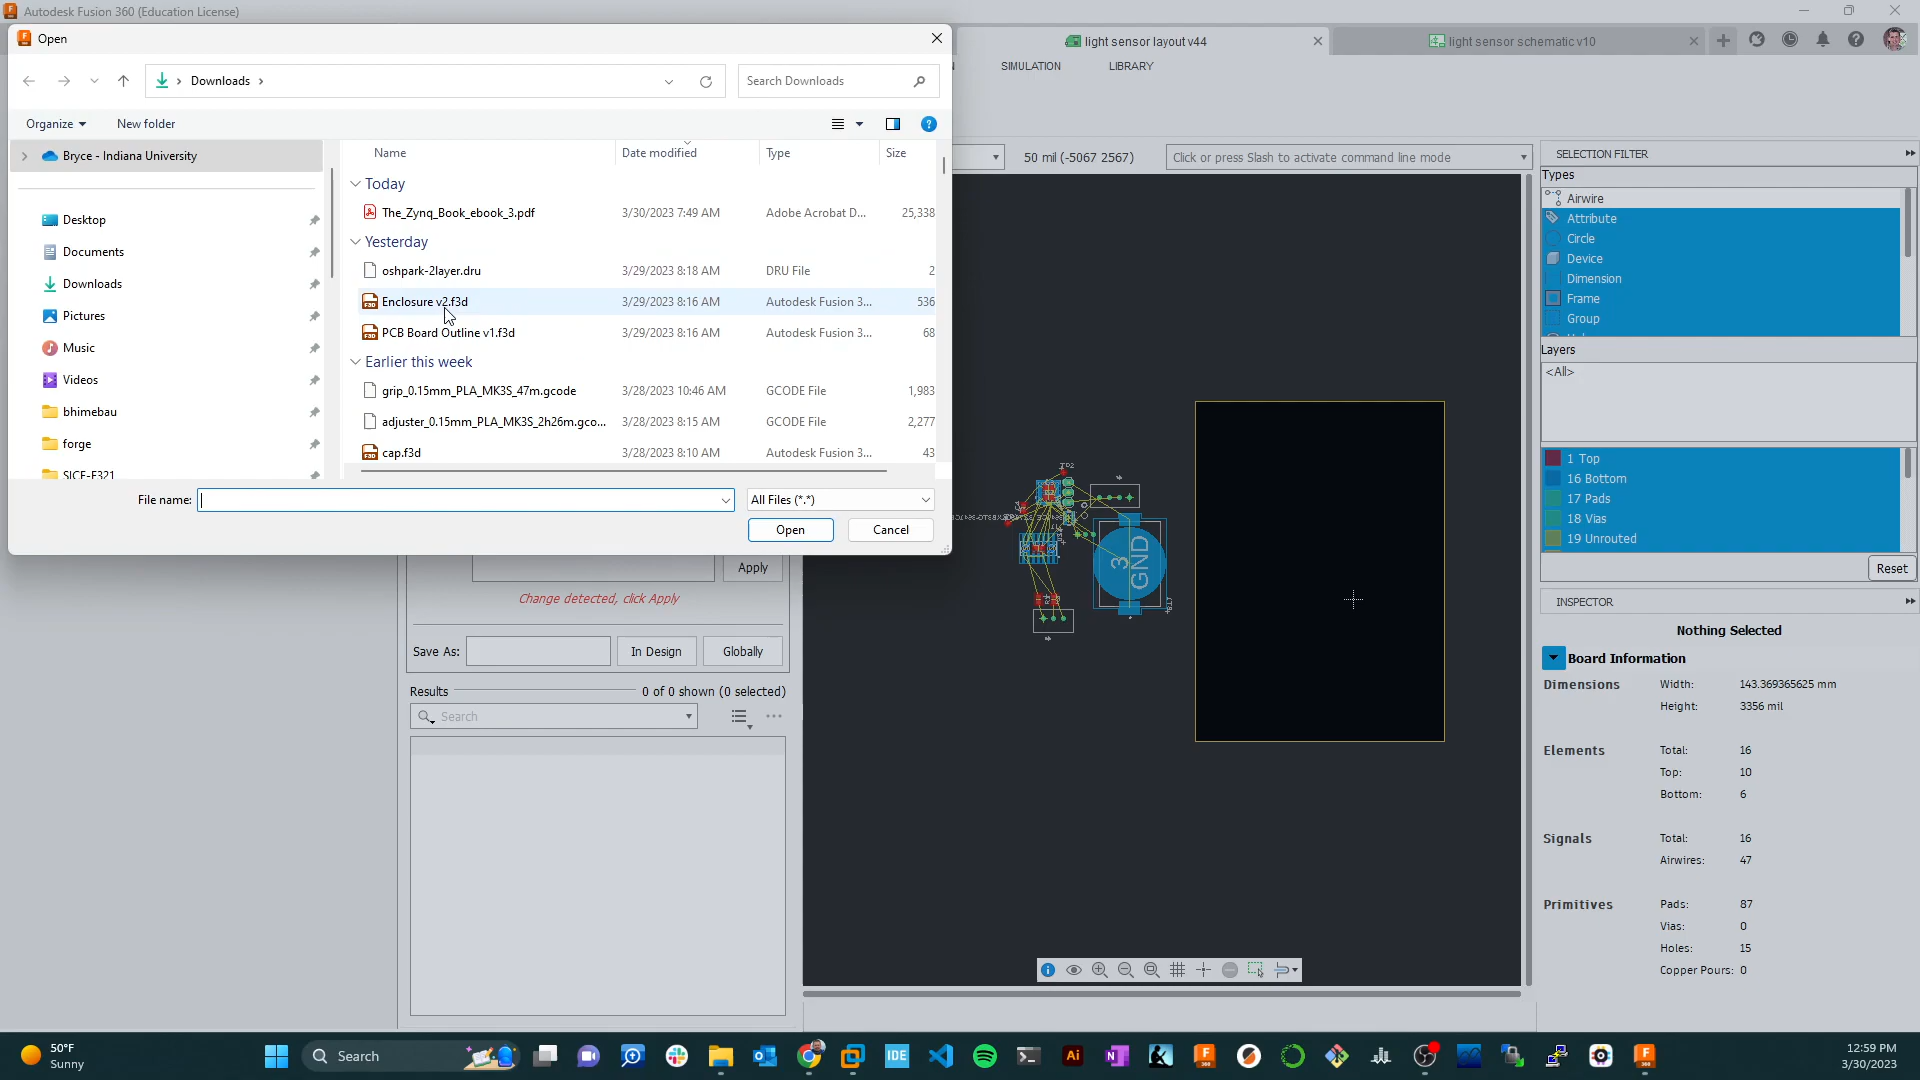 Autodesk Fusion 360 (Education License)
Open
light sensor layout v44
light sensor schematic v10
SIMULATION
LIBRARY
Downloads
Search Downloads
Organize
New folder
50 mil (-5067 2567)
Click or press Slash to activate command line mode
SELECTION FILTER
Bryce - Indiana University
Desktop
Documents
Downloads
Pictures
Music
Videos
bhimebau
forge
SICE-E321
Name Date modified Type Size
Today
The_Zynq_Book_ebook_3.pdf 3/30/2023 7:49 AM Adobe Acrobat D... 25,338
Yesterday
oshpark-2layer.dru 3/29/2023 8:18 AM DRU File 2
Enclosure v2.f3d 3/29/2023 8:16 AM Autodesk Fusion 3... 536
PCB Board Outline v1.f3d 3/29/2023 8:16 AM Autodesk Fusion 3... 68
Earlier this week
grip_0.15mm_PLA_MK3S_47m.gcode 3/28/2023 10:46 AM GCODE File 1,983
adjuster_0.15mm_PLA_MK3S_2h26m.gco... 3/28/2023 8:15 AM GCODE File 2,277
cap.f3d 3/28/2023 8:10 AM Autodesk Fusion 3... 43
File name:
All Files (*.*)
Open
Cancel
Apply
Change detected, click Apply
Save As:
In Design
Globally
Results
0 of 0 shown (0 selected)
Search
3
GND
Types
Airwire
Attribute
Circle
Device
Dimension
Frame
Group
Layers
<All>
1 Top
16 Bottom
17 Pads
18 Vias
19 Unrouted
Reset
INSPECTOR
Nothing Selected
Board Information
Dimensions Width: 143.369365625 mm
Height: 3356 mil
Elements Total: 16
Top: 10
Bottom: 6
Signals Total: 16
Airwires: 47
Primitives Pads: 87
Vias: 0
Holes: 15
Copper Pours: 0
50°F
Sunny
Search
IDE
Ai
12:59 PM
3/30/2023